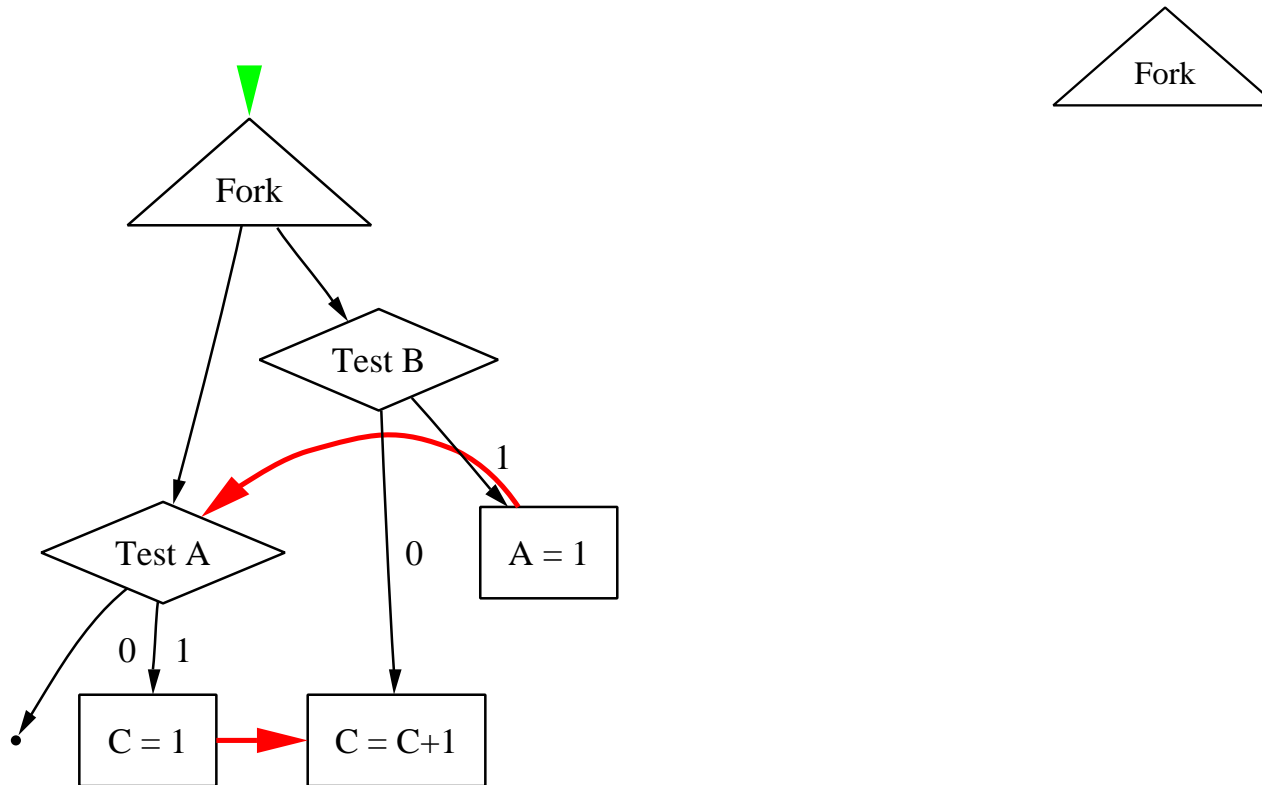 Fork
Fork
Test B
1
Test A
0
A = 1
0
1
C = 1
C = C+1